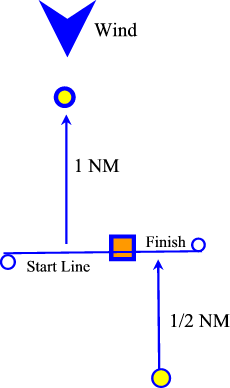 Wind
1 NM
Finish
Start Line
1/2 NM